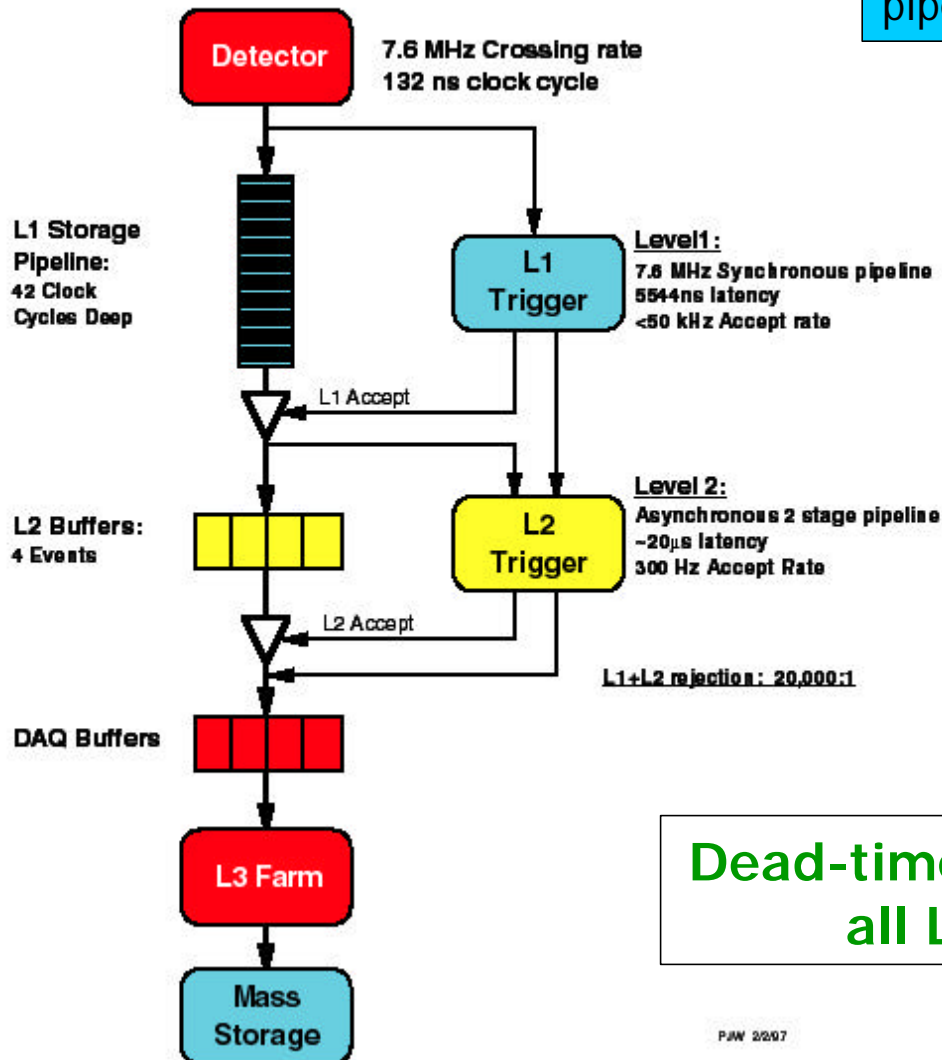 pipe
Detector
7.6 MHz Crossing rate
132 ns clock cycle
L1 Storage
Pipeline:
42 Clock
Cycles Deep
L1
Trigger
Level1:
7.6 MHz Synchronous pipeline
5544ns latency
<50 kHz Accept rate
L1 Accept
L2 Buffers:
4 Events
L2
Trigger
Level 2:
Asynchronous 2 stage pipeline
~20µs latency
300 Hz Accept Rate
L2 Accept
L1+L2 rejection: 20,000:1
DAQ Buffers
L3 Farm
Dead-time
all L
Mass
Storage
PJW 2/2/97